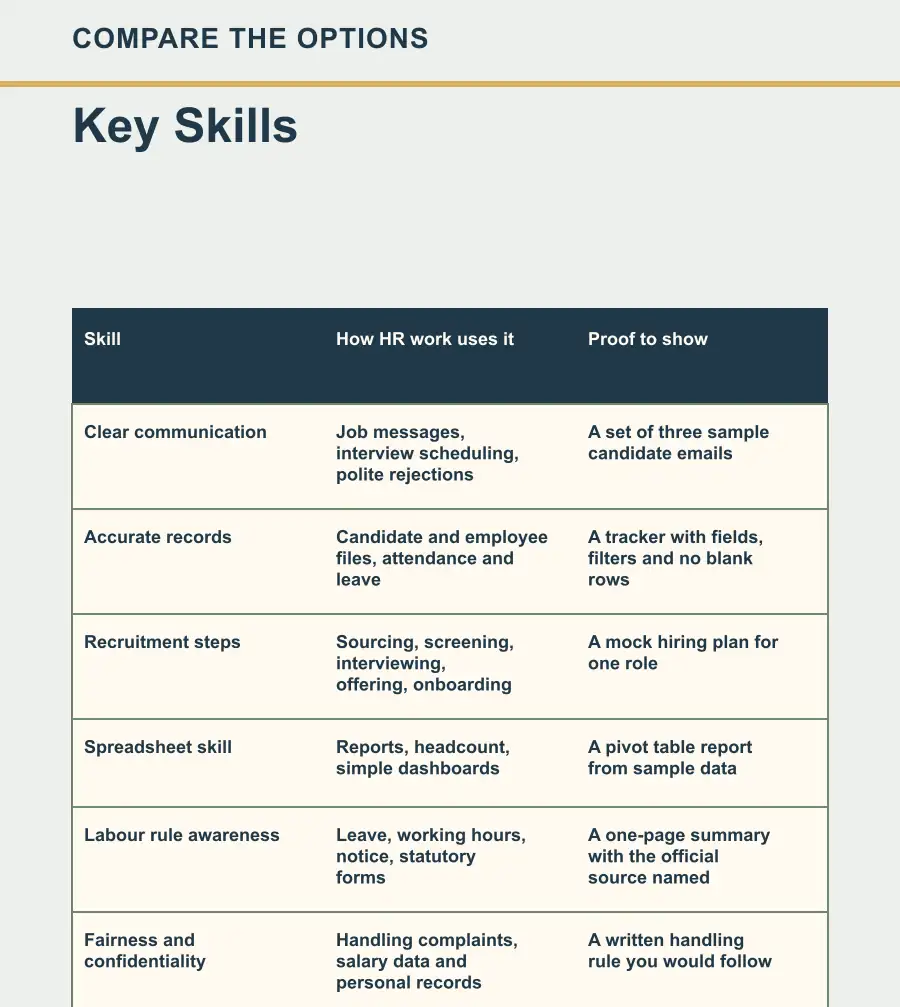 COMPARE THE OPTIONS
Key Skills
Skill
How HR work uses it
Proof to show
Clear communication
Job messages,
interview scheduling,
polite rejections
A set of three sample
candidate emails
Accurate records
Candidate and employee
files, attendance and
leave
A tracker with fields,
filters and no blank
rows
Recruitment steps
Sourcing, screening,
interviewing,
offering, onboarding
A mock hiring plan for
one role
Spreadsheet skill
Reports, headcount,
simple dashboards
A pivot table report
from sample data
Labour rule awareness
Leave, working hours,
notice, statutory
forms
A one-page summary
with the official
source named
Fairness and
confidentiality
Handling complaints,
salary data and
personal records
A written handling
rule you would follow